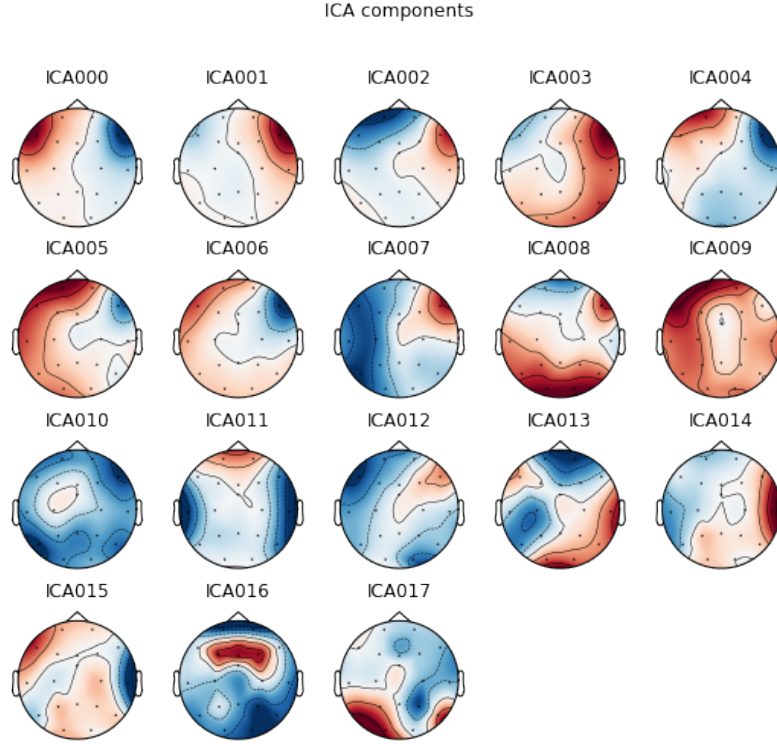 ICA components
ICA000 ICA001 ICA002 ICA003 ICA004
ICA005 ICA006 ICA007 ICA008 ICA009
ICA010 ICA011 ICA012 ICA013 ICA014
ICA015 ICA016 ICA017